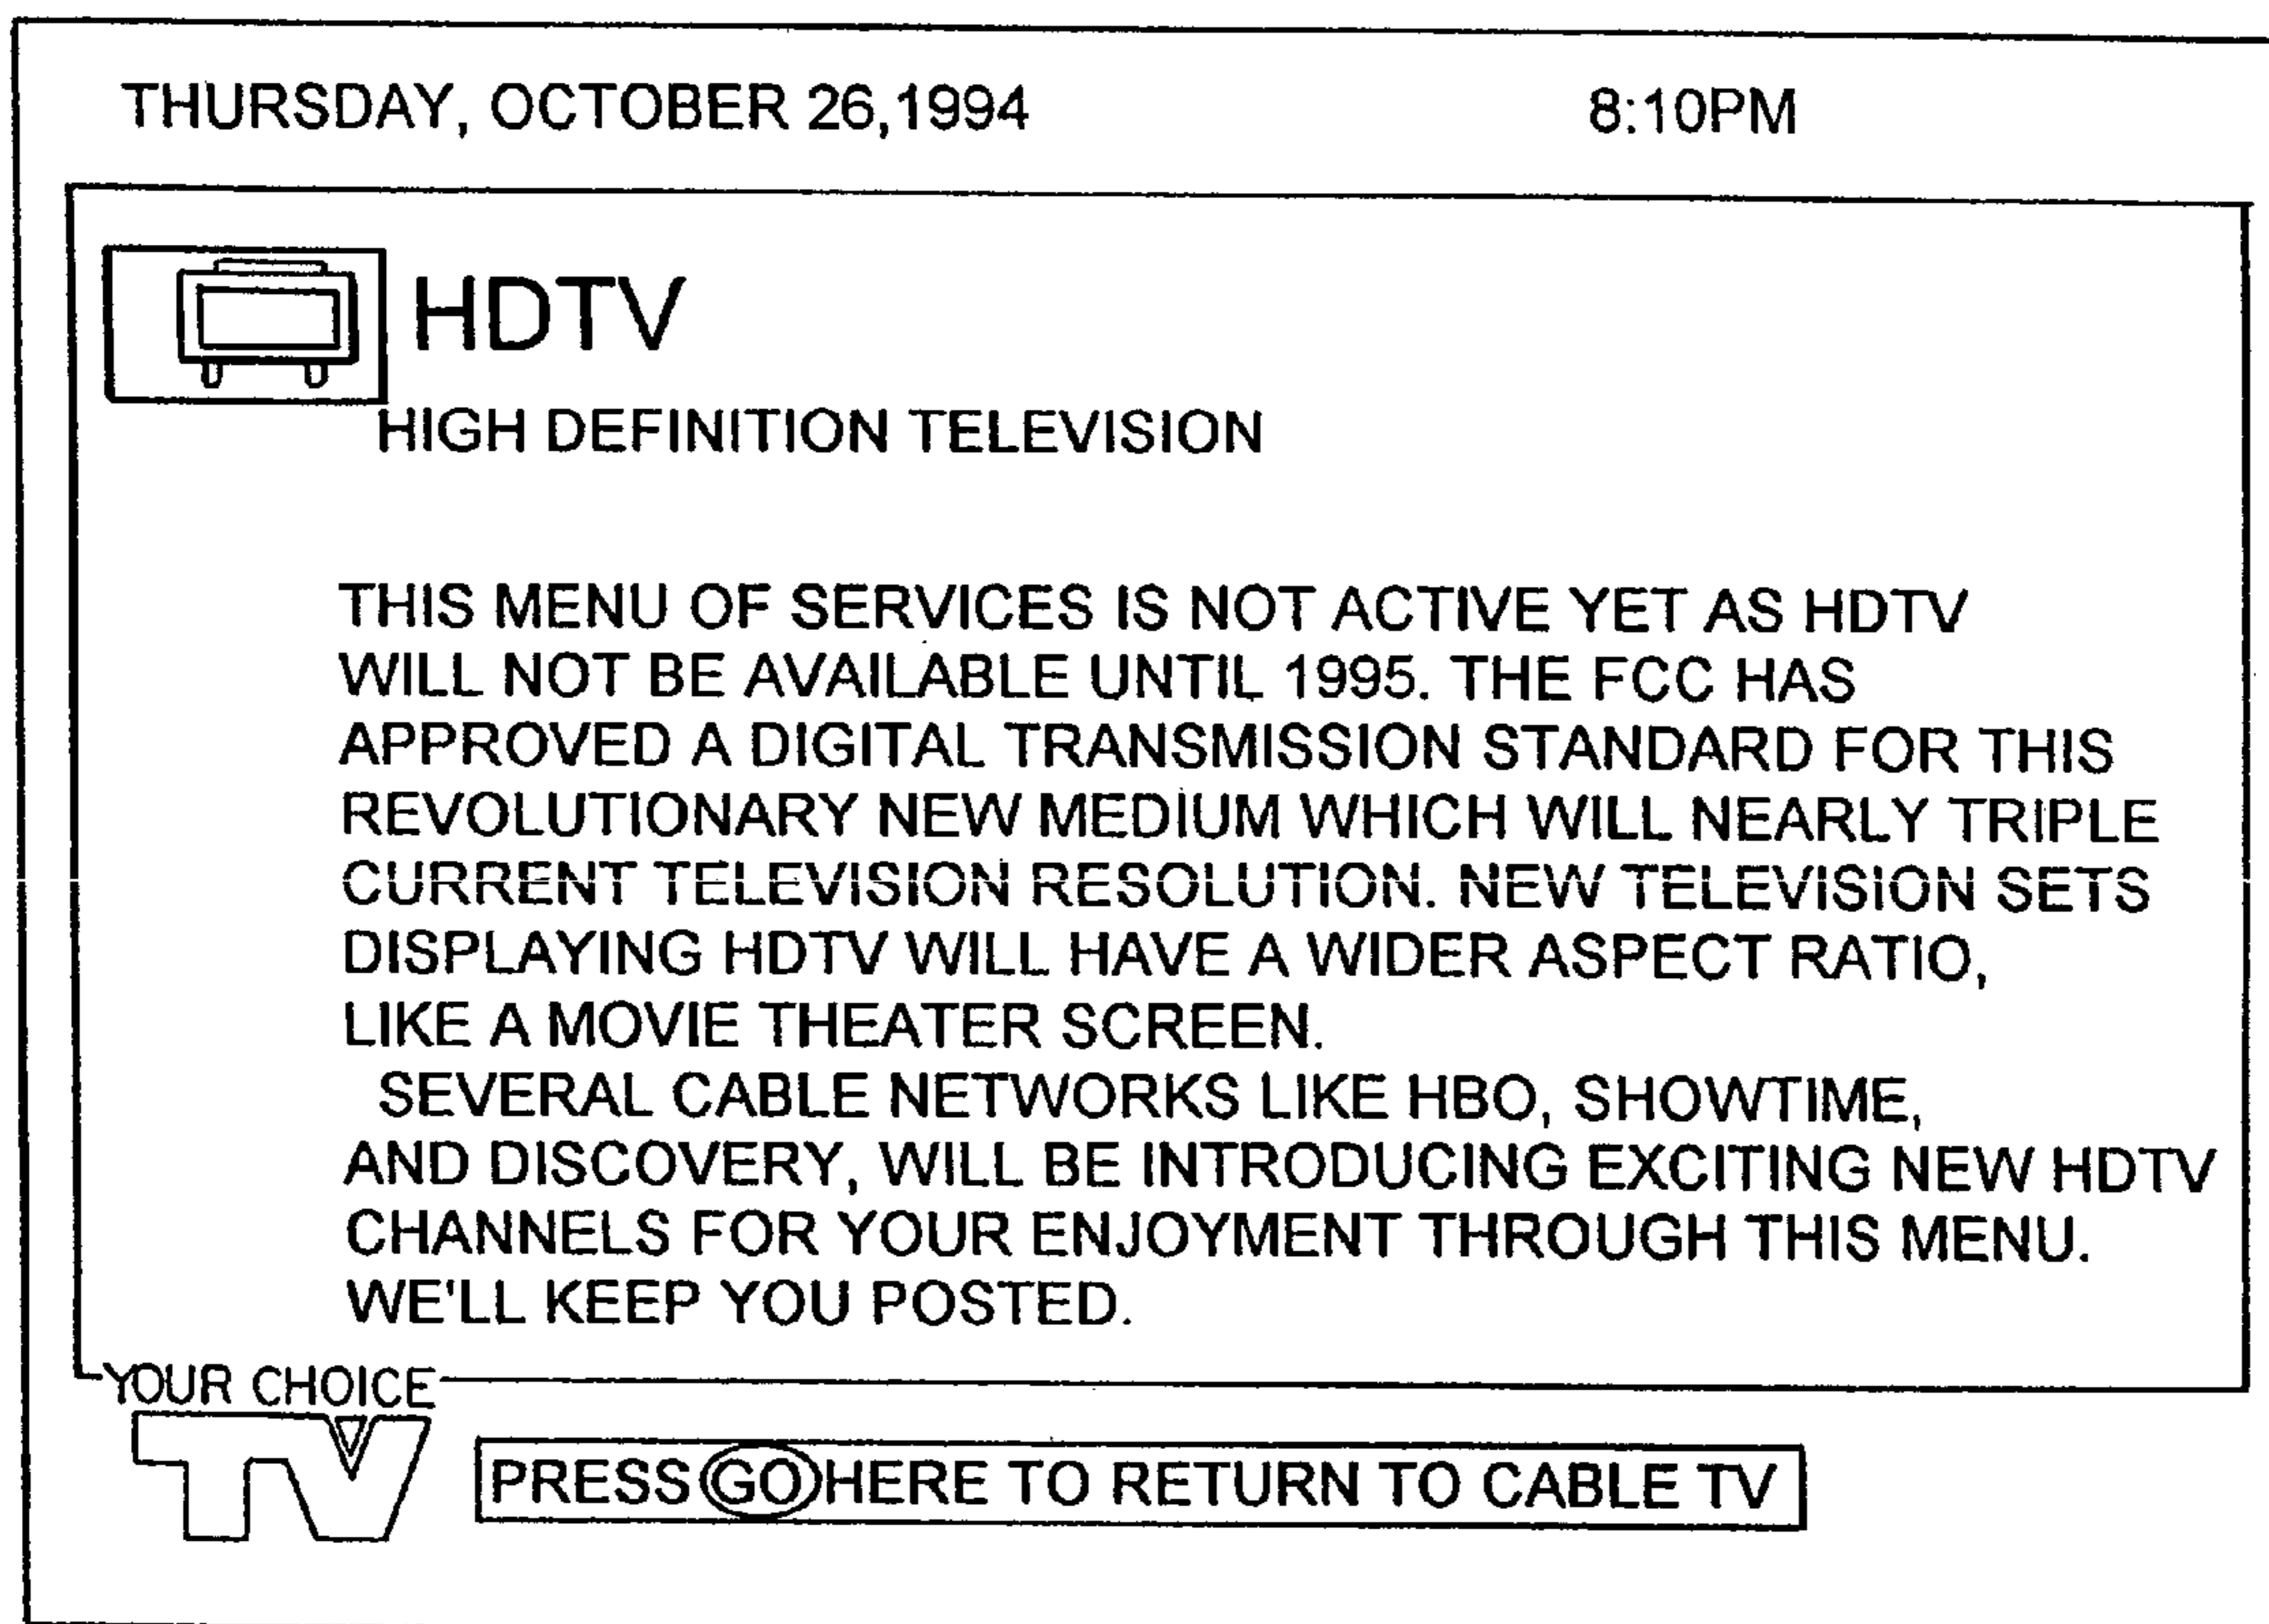 THURSDAY, OCTOBER 26,1994 8:10PM
HDTV
HIGH DEFINITION TELEVISION
THIS MENU OF SERVICES IS NOT ACTIVE YET AS HDTV
WILL NOT BE AVAILABLE UNTIL 1995. THE FCC HAS
APPROVED A DIGITAL TRANSMISSION STANDARD FOR THIS
REVOLUTIONARY NEW MEDIUM WHICH WILL NEARLY TRIPLE
CURRENT TELEVISION RESOLUTION. NEW TELEVISION SETS
DISPLAYING HDTV WILL HAVE A WIDER ASPECT RATIO,
LIKE A MOVIE THEATER SCREEN.
SEVERAL CABLE NETWORKS LIKE HBO, SHOWTIME,
AND DISCOVERY, WILL BE INTRODUCING EXCITING NEW HDTV
CHANNELS FOR YOUR ENJOYMENT THROUGH THIS MENU.
WE'LL KEEP YOU POSTED.
YOUR CHOICE
TV
PRESS GO HERE TO RETURN TO CABLE TV